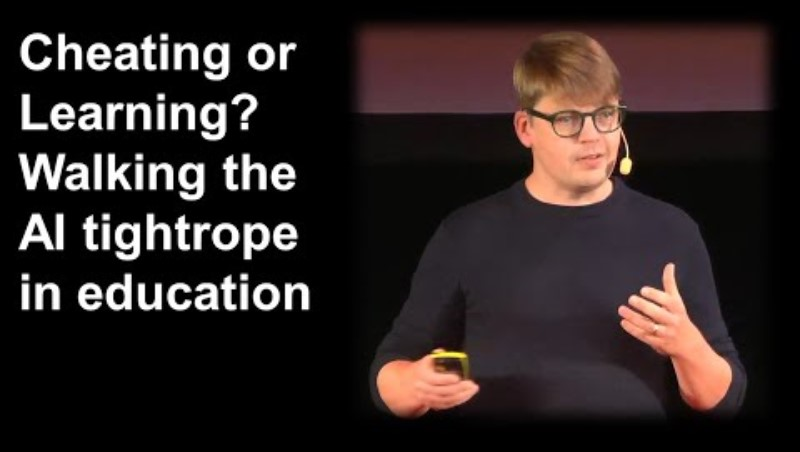 Cheating or
Learning?
Walking the
AI tightrope
in education